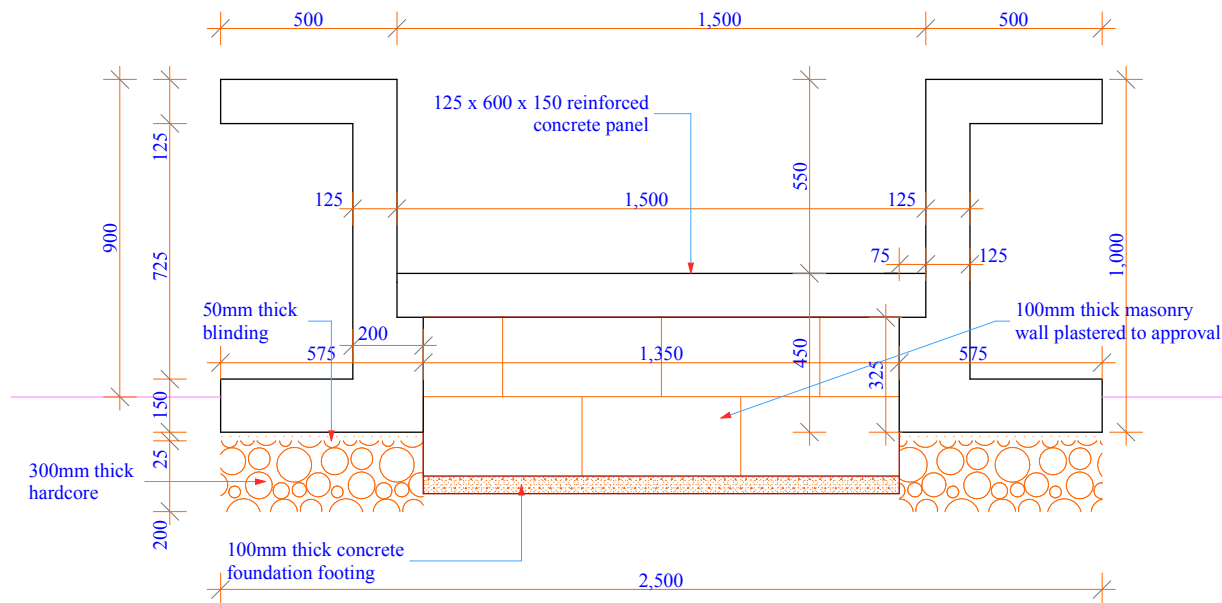 500
1,500
500
125 x 600 x 150 reinforced
concrete panel
125
550
125
1,500
125
900
725
75
125
1,000
50mm thick
blinding
100mm thick masonry
wall plastered to approval
200
575
1,350
450
325
575
150
25
300mm thick
hardcore
200
100mm thick concrete
foundation footing
2,500